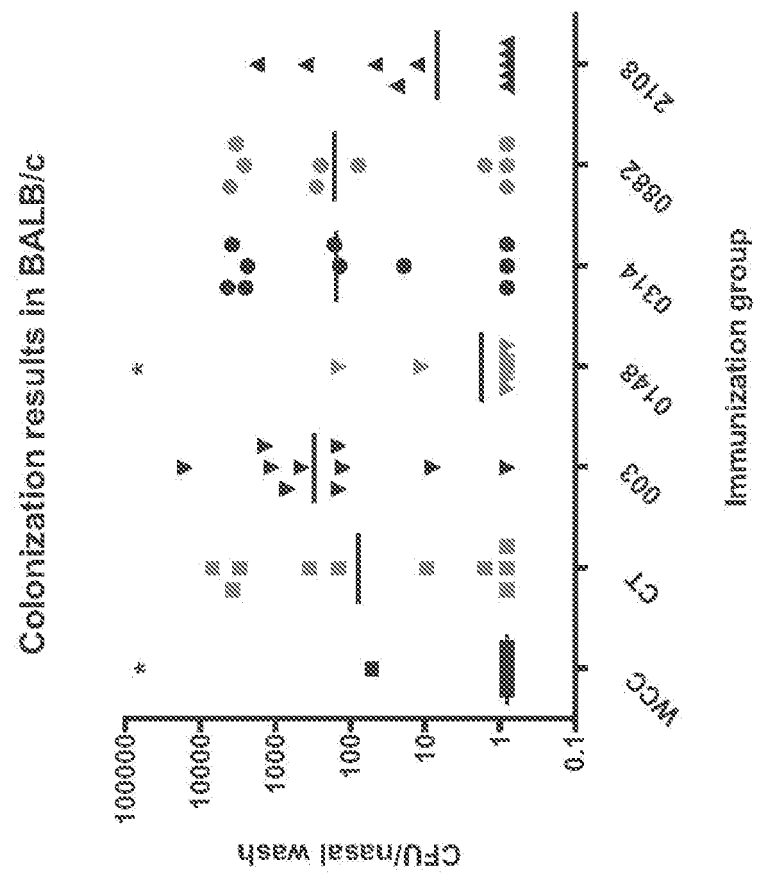 Colonization results in BALB/c
CFU/nasal wash
100000
10000
1000
100
10
1
0.1
*
*
WCC
CT
003
0148
0314
0882
2108
Immunization group